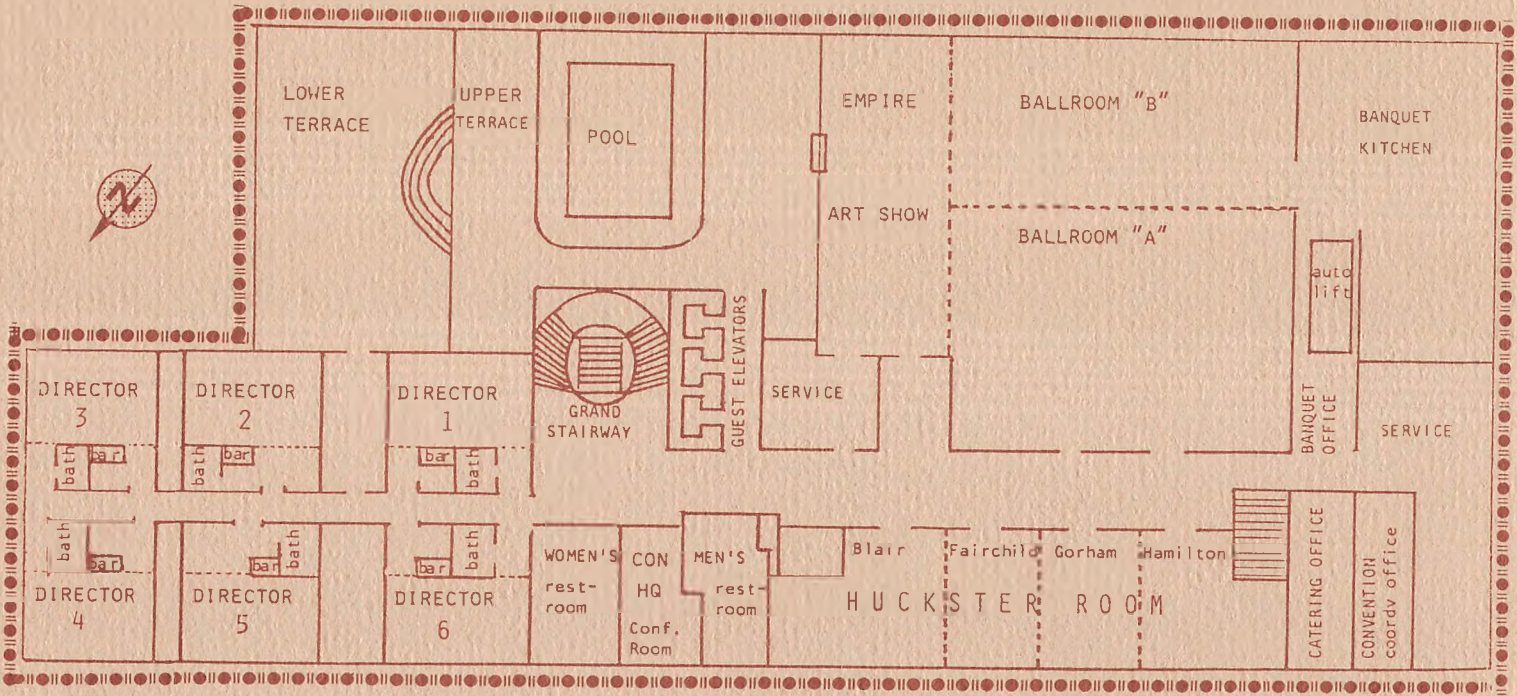 LOWER
TERRACE
UPPER
TERRACE
POOL
EMPIRE
ART SHOW
BALLROOM "B"
BALLROOM "A"
BANQUET
KITCHEN
auto
lift
BANQUET
OFFICE
SERVICE
N
DIRECTOR
3
bath
bar
DIRECTOR
2
bath
bar
DIRECTOR
1
bar
bath
GRAND
STAIRWAY
GUEST ELEVATORS
SERVICE
bath
bar
DIRECTOR
4
bar
bath
DIRECTOR
5
bar
bath
DIRECTOR
6
WOMEN'S
rest-
room
CON
HQ
Conf.
Room
MEN'S
rest-
room
Blair
Fairchild
Gorham
Hamilton
HUCKSTER ROOM
CATERING OFFICE
CONVENTION
coordv office